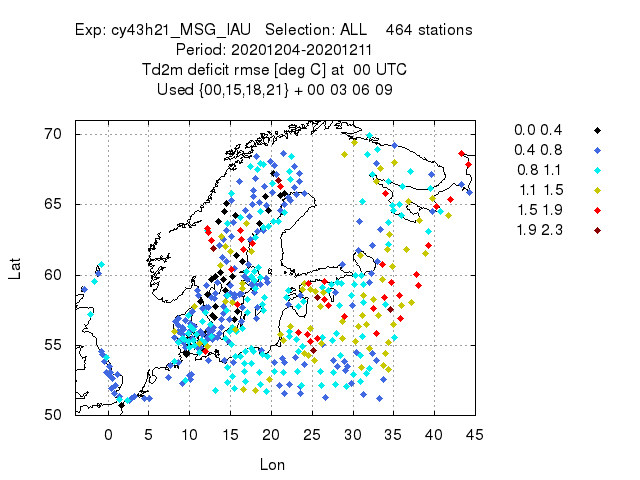 Exp: cy43h21_MSG_IAU Selection: ALL 464 stations
Period: 20201204-20201211
Td2m deficit rmse [deg C] at 00 UTC
Used {00,15,18,21} + 00 03 06 09
0.0 0.4
0.4 0.8
0.8 1.1
1.1 1.5
1.5 1.9
1.9 2.3
70
65
60
55
50
Lat
0 5 10 15 20 25 30 35 40 45
Lon